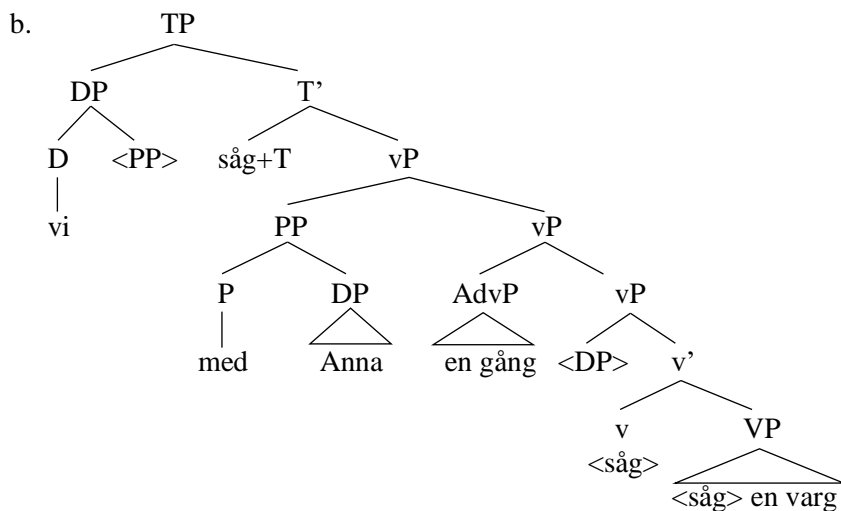 b. TP
DP T’
D <PP> såg+T vP
vi
PP vP
P DP AdvP vP
med Anna en gång <DP> v’
v VP
<såg>
<såg> en varg